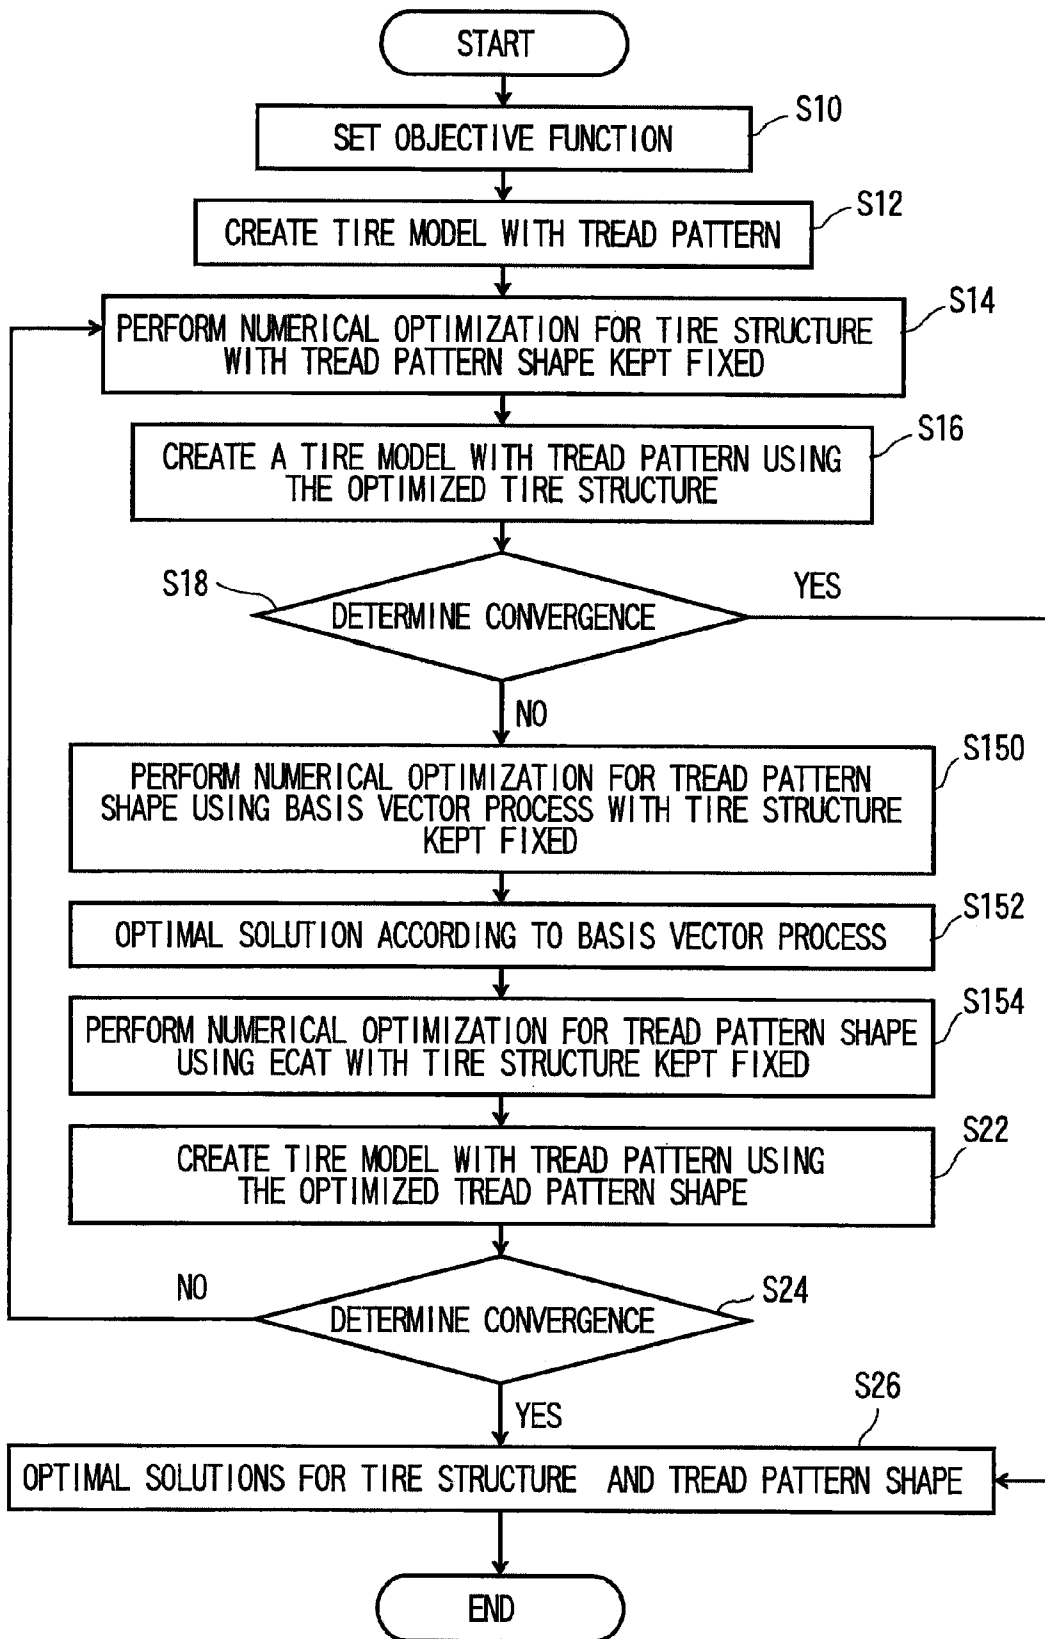 START
S10
SET OBJECTIVE FUNCTION
S12
CREATE TIRE MODEL WITH TREAD PATTERN
S14
PERFORM NUMERICAL OPTIMIZATION FOR TIRE STRUCTURE
WITH TREAD PATTERN SHAPE KEPT FIXED
S16
CREATE A TIRE MODEL WITH TREAD PATTERN USING
THE OPTIMIZED TIRE STRUCTURE
S18
YES
DETERMINE CONVERGENCE
NO
S150
PERFORM NUMERICAL OPTIMIZATION FOR TREAD PATTERN
SHAPE USING BASIS VECTOR PROCESS WITH TIRE STRUCTURE
KEPT FIXED
S152
OPTIMAL SOLUTION ACCORDING TO BASIS VECTOR PROCESS
S154
PERFORM NUMERICAL OPTIMIZATION FOR TREAD PATTERN SHAPE
USING ECAT WITH TIRE STRUCTURE KEPT FIXED
S22
CREATE TIRE MODEL WITH TREAD PATTERN USING
THE OPTIMIZED TREAD PATTERN SHAPE
NO
S24
DETERMINE CONVERGENCE
YES
S26
OPTIMAL SOLUTIONS FOR TIRE STRUCTURE AND TREAD PATTERN SHAPE
END